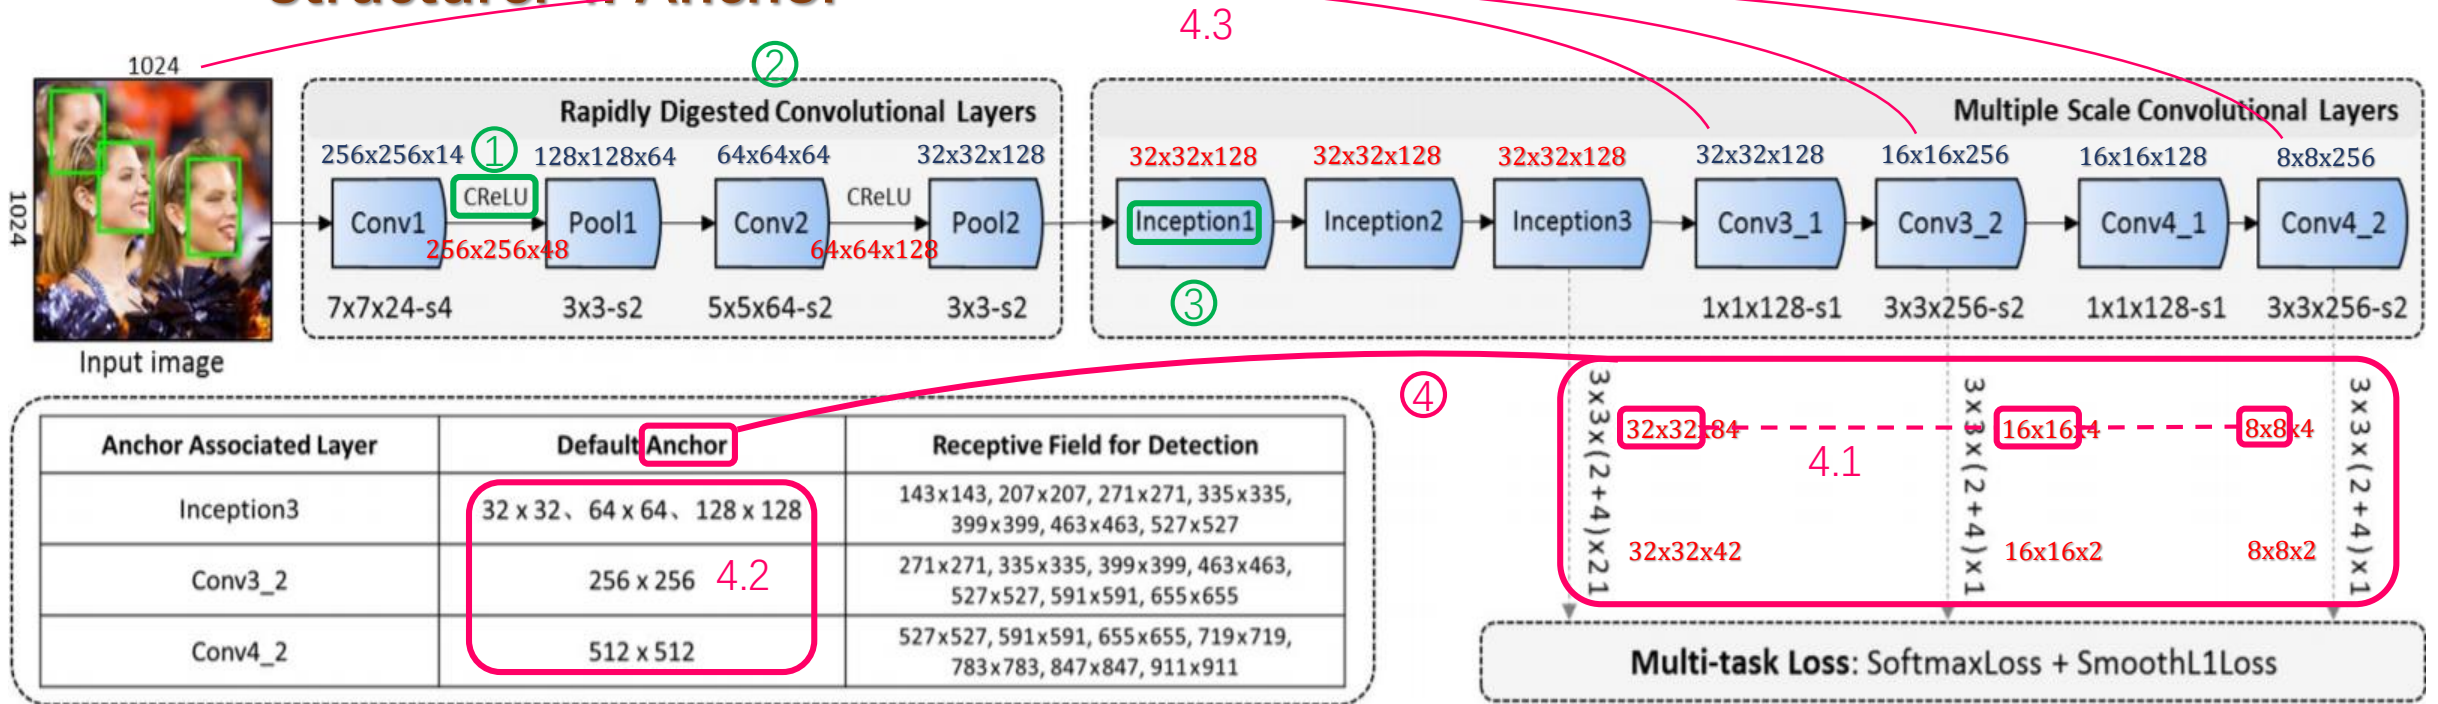 Structure: 4. Anchor
4.3
1024
1024
Input image
②
Rapidly Digested Convolutional Layers
256x256x14
①
128x128x64
64x64x64
32x32x128
CReLU
CReLU
Conv1
Pool1
Conv2
Pool2
256x256x48
64x64x128
7x7x24-s4
3x3-s2
5x5x64-s2
3x3-s2
Multiple Scale Convolutional Layers
32x32x128
32x32x128
32x32x128
32x32x128
16x16x256
16x16x128
8x8x256
Inception1
Inception2
Inception3
Conv3_1
Conv3_2
Conv4_1
Conv4_2
③
1x1x128-s1
3x3x256-s2
1x1x128-s1
3x3x256-s2
④
Anchor Associated Layer
Default Anchor
Receptive Field for Detection
Inception3
32 x 32、64 x 64、128 x 128
143x143, 207x207, 271x271, 335x335,
399x399, 463x463, 527x527
Conv3_2
256 x 256
4.2
271x271, 335x335, 399x399, 463x463,
527x527, 591x591, 655x655
Conv4_2
512 x 512
527x527, 591x591, 655x655, 719x719,
783x783, 847x847, 911x911
3x3x(2+4)x21
32x32x84
3x3x(2+4)x1
16x16x4
8x8x4
3x3x(2+4)x1
4.1
32x32x42
16x16x2
8x8x2
Multi-task Loss: SoftmaxLoss + SmoothL1Loss